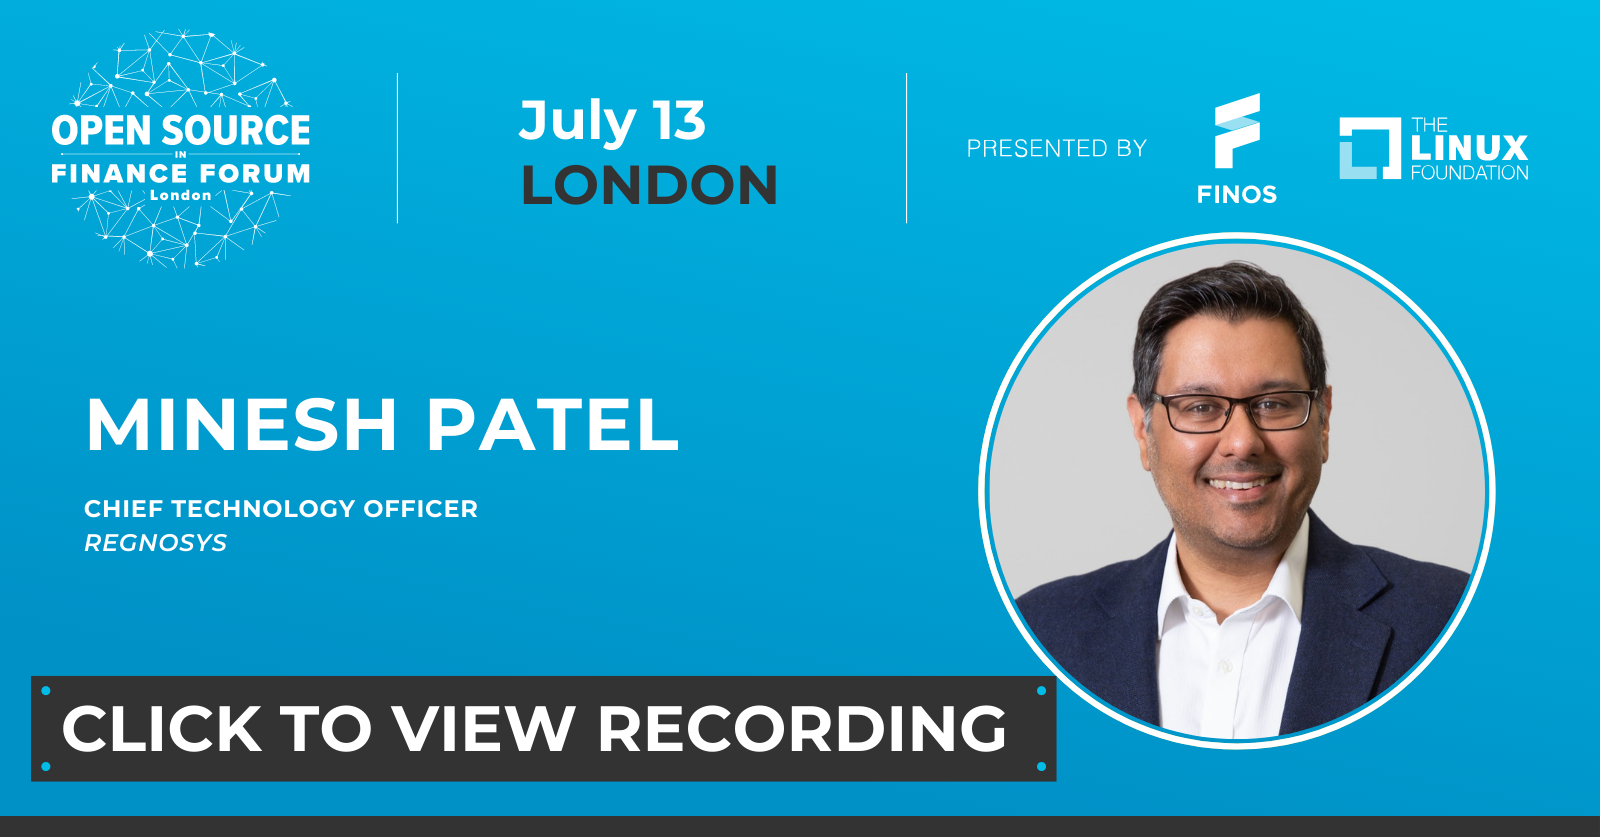 OPEN SOURCE
IN
FINANCE FORUM
London
July 13
LONDON
PRESENTED BY
FINOS
THE
LINUX
FOUNDATION
MINESH PATEL
CHIEF TECHNOLOGY OFFICER
REGNOSYS
CLICK TO VIEW RECORDING